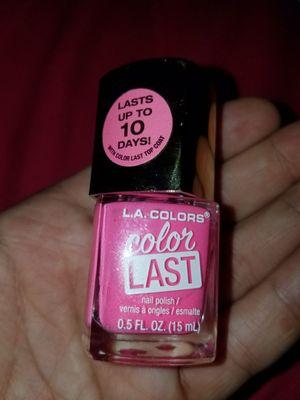 LASTS
UP TO
10
DAYS!
WITH COLOR LAST TOP COAT
L.A. COLORS®
color
LAST
nail polish /
vernis à ongles / esmalte
0.5 FL. OZ. (15 mL)